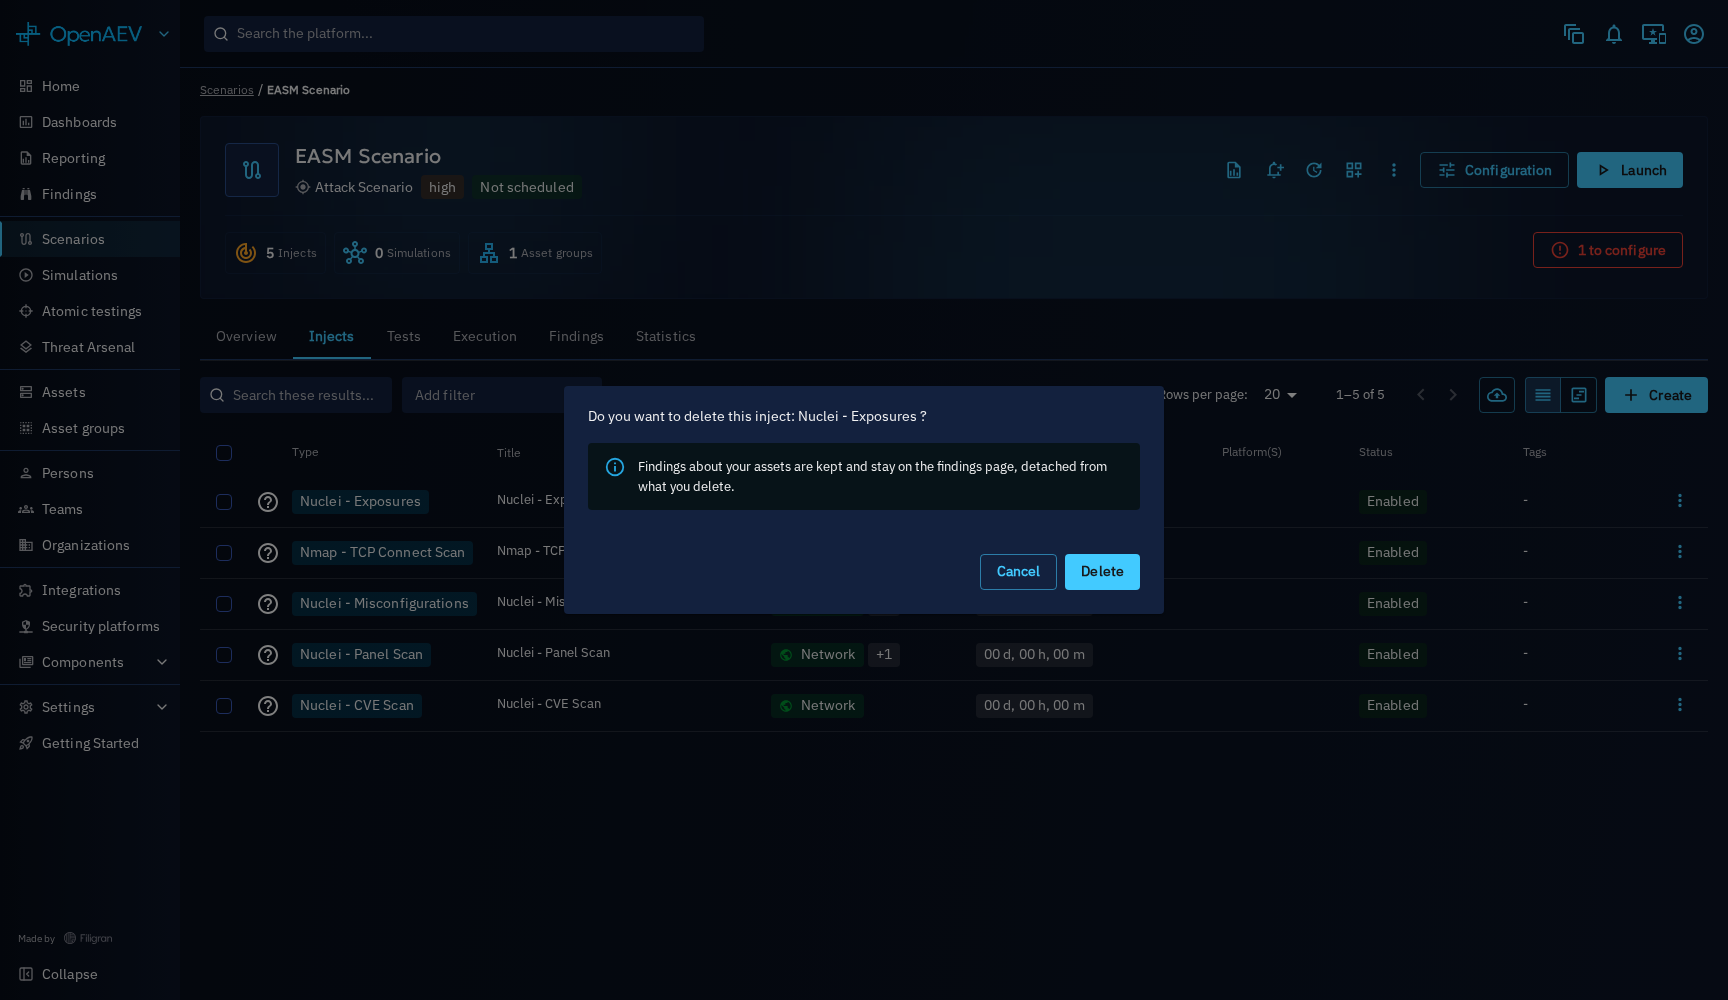 OpenAEV
Search the platform...
Home
Dashboards
Reporting
Findings
Scenarios
Simulations
Atomic testings
Threat Arsenal
Assets
Asset groups
Persons
Teams
Organizations
Integrations
Security platforms
Components
Settings
Getting Started
Made by Filigran
Collapse
Scenarios / EASM Scenario
EASM Scenario
Attack Scenario high Not scheduled
Configuration
Launch
5 Injects 0 Simulations 1 Asset groups
1 to configure
Overview Injects Tests Execution Findings Statistics
Search these results... Add filter
Rows per page: 20 1–5 of 5
Create
Type Title Platform(S) Status Tags
Nuclei - Exposures Nuclei - Exp Enabled -
Nmap - TCP Connect Scan Nmap - TCP Enabled -
Nuclei - Misconfigurations Nuclei - Mis Enabled -
Nuclei - Panel Scan Nuclei - Panel Scan Network +1 00 d, 00 h, 00 m Enabled -
Nuclei - CVE Scan Nuclei - CVE Scan Network 00 d, 00 h, 00 m Enabled -
Do you want to delete this inject: Nuclei - Exposures ?
Findings about your assets are kept and stay on the findings page, detached from
what you delete.
Cancel Delete